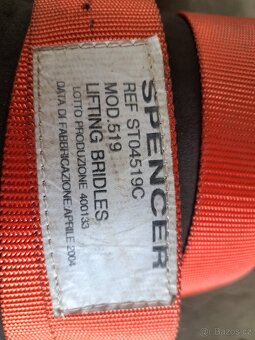 SPENCER
REF ST04519C
MOD.519
LIFTING BRIDLES
LOTTO PRODUZIONE 400133
DATA DI FABBRICAZIONE APRILE 2004
Bazos.cz